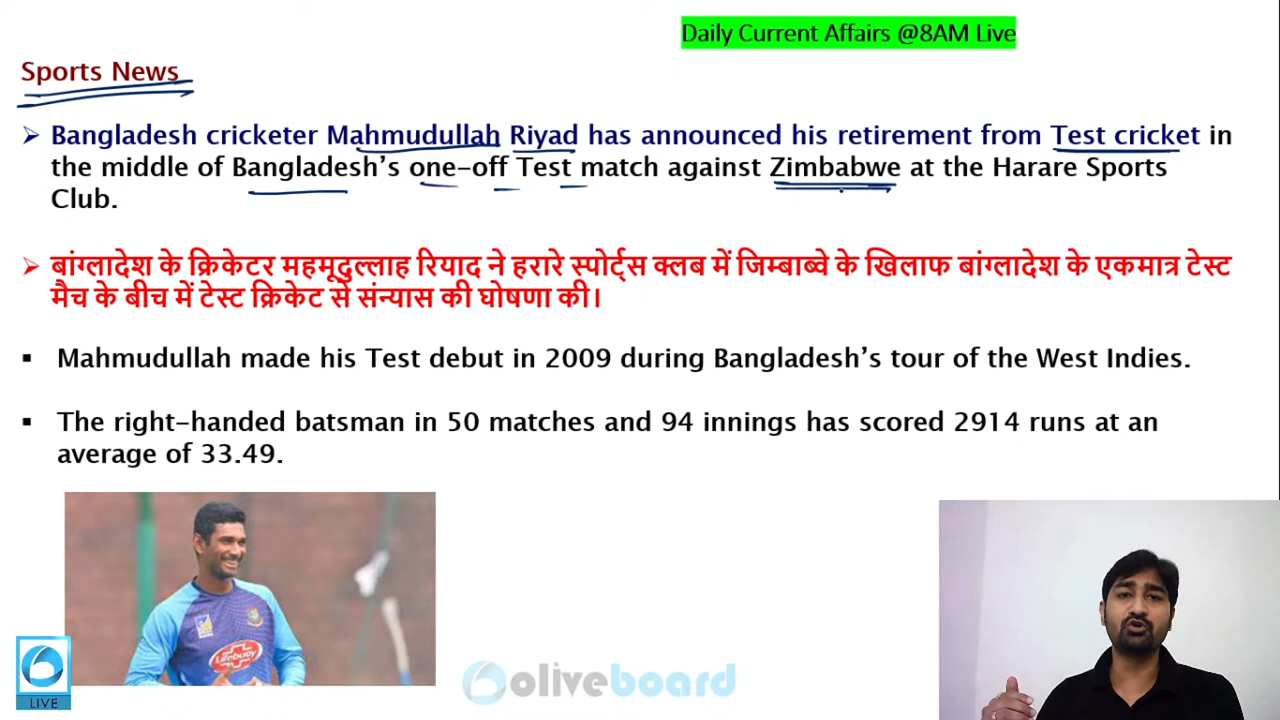 Daily Current Affairs @8AM Live
Sports News
➢ Bangladesh cricketer Mahmudullah Riyad has announced his retirement from Test cricket in
the middle of Bangladesh’s one-off Test match against Zimbabwe at the Harare Sports
Club.
➢ बांग्लादेश के क्रिकेटर महमूदुल्लाह रियाद ने हरारे स्पोर्ट्स क्लब में जिम्बाब्वे के खिलाफ बांग्लादेश के एकमात्र टेस्ट
मैच के बीच में टेस्ट क्रिकेट से संन्यास की घोषणा की।
▪ Mahmudullah made his Test debut in 2009 during Bangladesh’s tour of the West Indies.
▪ The right-handed batsman in 50 matches and 94 innings has scored 2914 runs at an
average of 33.49.
Lifebuoy
LIVE
oliveboard